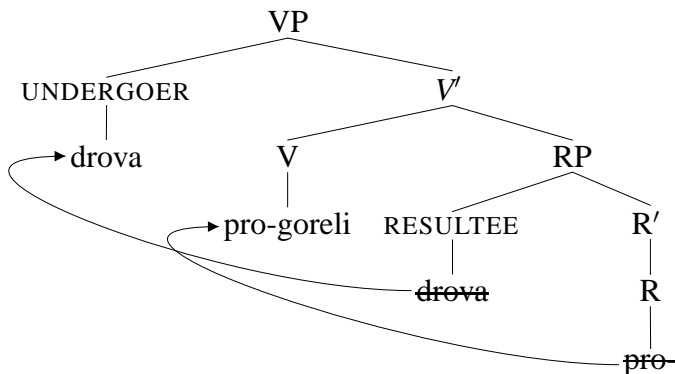 VP
UNDERGOER V′
drova V RP
pro-goreli RESULTEE R′
drova R
pro-